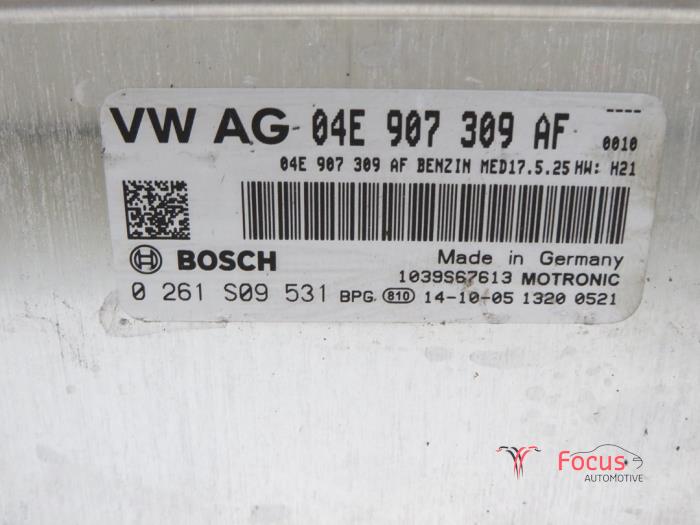 VW AG 04E 907 309 AF 0010
04E 907 309 AF BENZIN MED17.5.25 HW: H21
BOSCH
Made in Germany
1039S67613 MOTRONIC
0 261 S09 531 BPG. 810 14-10-05 1320 0521
Focus
AUTOMOTIVE